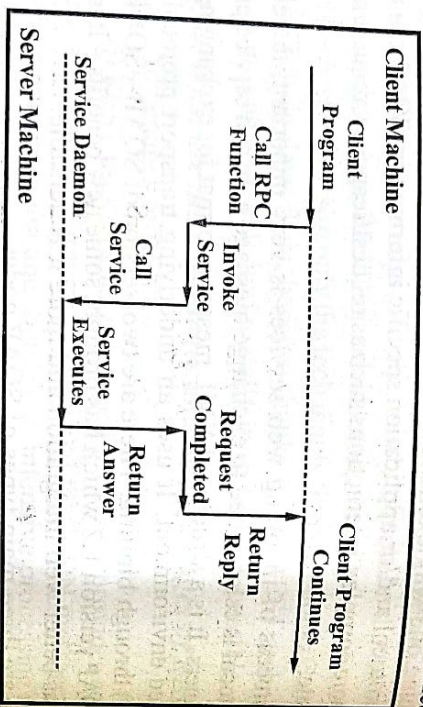 Client Machine
Client
Program
Client Program
Continues
Call RPC
Function
Return
Reply
Invoke
Service
Request
Completed
Call
Service
Return
Answer
Service
Executes
Service Daemon
Server Machine